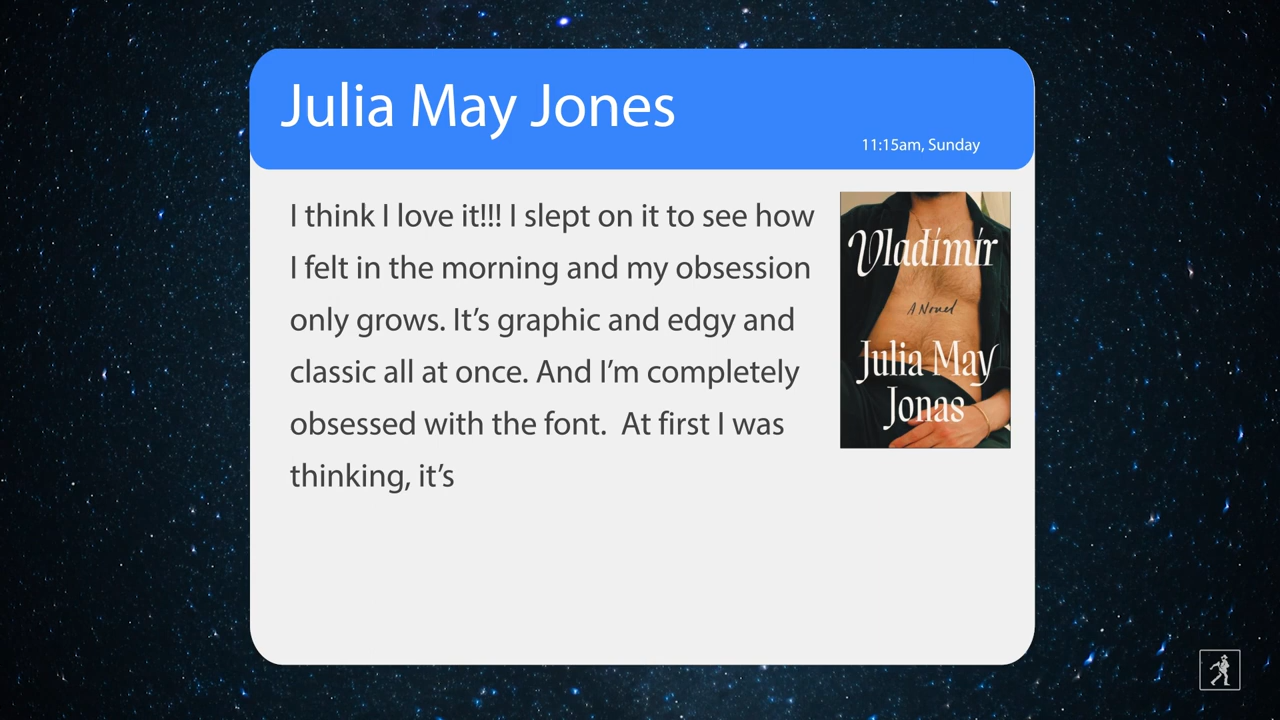 Julia May Jones
11:15am, Sunday
I think I love it!!! I slept on it to see how
I felt in the morning and my obsession
only grows. It’s graphic and edgy and
classic all at once. And I’m completely
obsessed with the font.  At first I was
thinking, it’s
Vladímír
A Novel
Julia May
Jonas